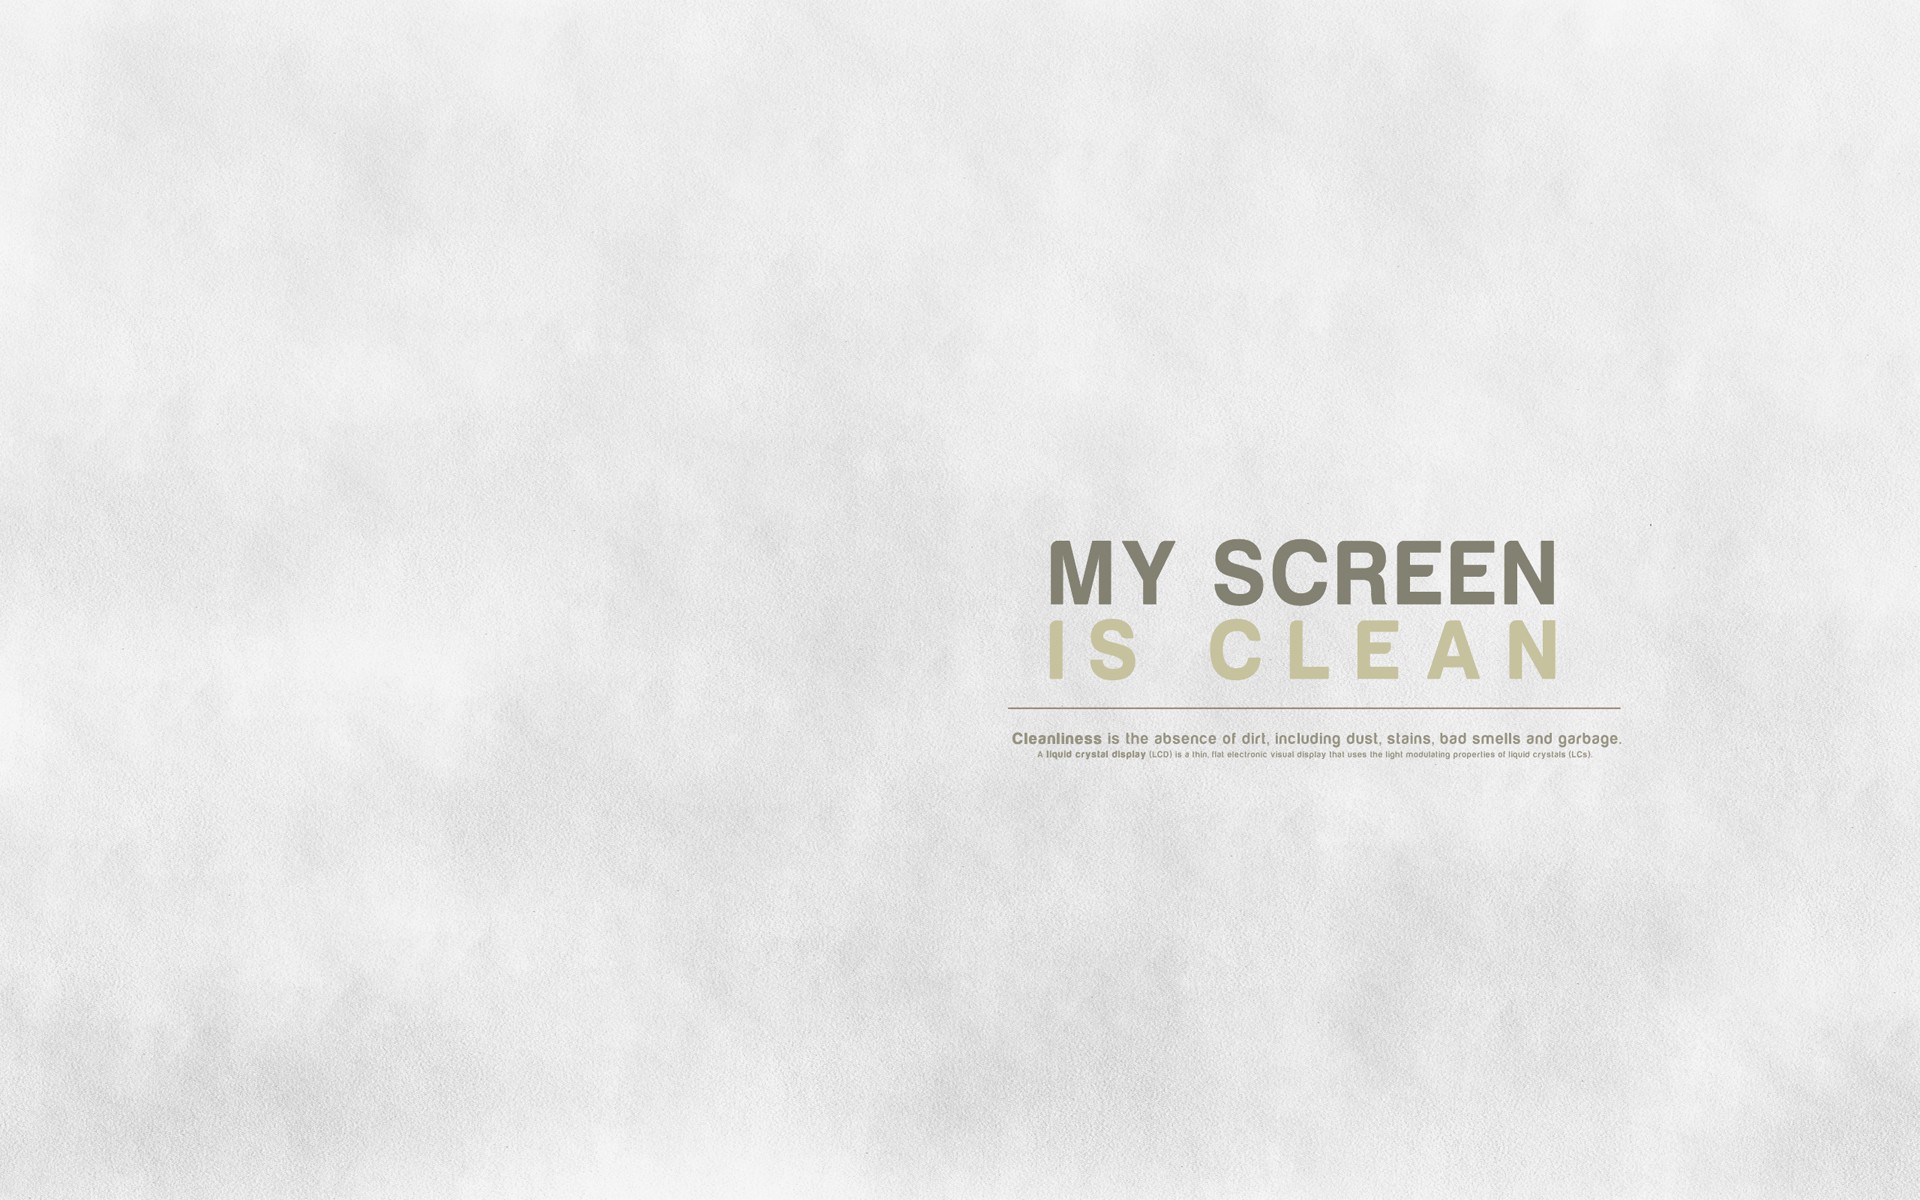 MY SCREEN
IS CLEAN
Cleanliness is the absence of dirt, including dust, stains, bad smells and garbage.
A liquid crystal display (LCD) is a thin, flat electronic visual display that uses the light modulating properties of liquid crystals (LCs).